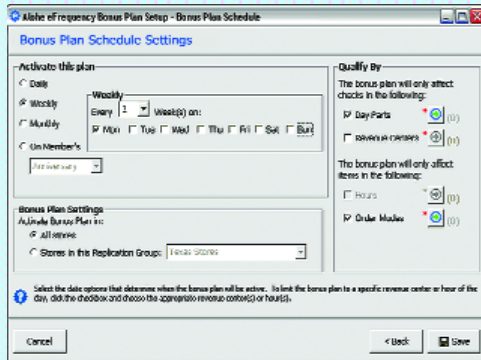 Alohe eFrequency Bonus Plan Setup - Bonus Plan Schedule
Bonus Plan Schedule Settings
Activate this plan
Daily
Weekly
Monthly
On Member's
Anniversary
Weekly
Every 1 Week(s) on:
Mon Tue Wed Thu Fri Sat Sun
Bonus Plan Settings
Activate Bonus Plan in:
All stores
Stores in this Replication Group: Texas Stores
Qualify By
The bonus plan will only affect
checks in the following:
Day Parts * (0)
Revenue Centers * (0)
The bonus plan will only affect
items in the following:
Hours * (0)
Order Modes * (0)
Select the date options that determine when the bonus plan will be active. To limit the bonus plan to a specific revenue center or hour of the
day, click the checkbox and choose the appropriate revenue center(s) or hour(s).
Cancel
< Back
Save